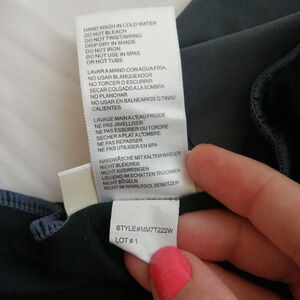 HAND WASH IN COLD WATER
DO NOT BLEACH
DO NOT TWIST/WRING
DRIP DRY IN SHADE
DO NOT IRON
DO NOT USE IN SPAS
OR HOT TUBS
LAVAR A MANO CON AGUA FRIA,
NO USAR BLANQUEADOR
NO TORCER O ESCURRIR
SECAR COLGADO A LA SOMBRA
NO PLANCHAR
NO USAR EN BALNEARIOS O TINAS
CALIENTES
LAVAGE MAIN A L'EAU FROIDE
NE PAS JAVELLISER
NE PAS ESSORER OU TORDRE
SÉCHER A L'OMBRE
NE PAS REPASSER
NE PAS UTILISER EN SPA
HANDWÄSCHE MIT KALTEM WASSER
NICHT BLEICHEN
NICHT AUSWRINGEN
LIEGEND IM SCHATTEN TROCKNEN
NICHT BÜGELN
NICHT IM WHIRLPOOL BENUTZEN
STYLE#MM7T222W
LOT # 1